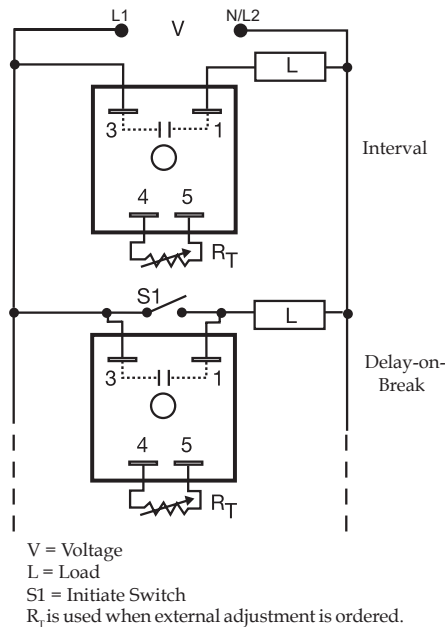 L1 V N/L2
L
3 1
Interval
4 5
RT
S1
L
3 1
Delay-on-
Break
4 5
RT
V = Voltage
L = Load
S1 = Initiate Switch
RT is used when external adjustment is ordered.